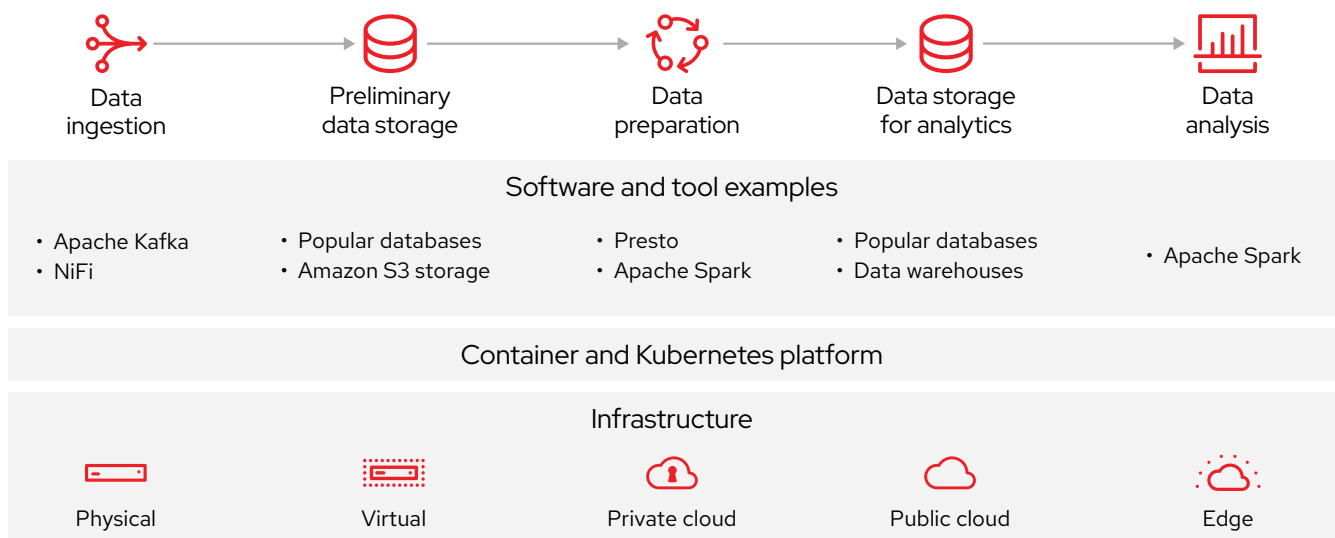 Data
ingestion
Preliminary
data storage
Data
preparation
Data storage
for analytics
Data
analysis
Software and tool examples
• Apache Kafka
• NiFi
• Popular databases
• Amazon S3 storage
• Presto
• Apache Spark
• Popular databases
• Data warehouses
• Apache Spark
Container and Kubernetes platform
Infrastructure
Physical
Virtual
Private cloud
Public cloud
Edge